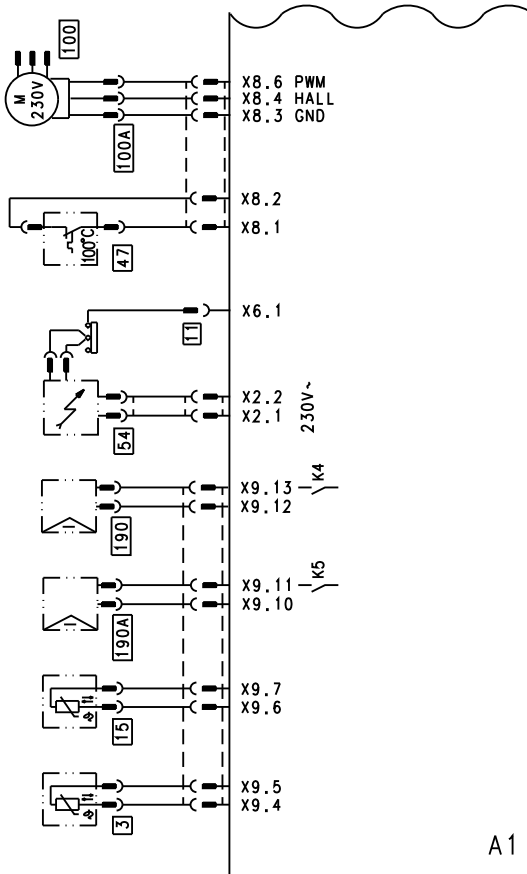 100
M
230V
X8.6 PWM
X8.4 HALL
X8.3 GND
100A
X8.2
X8.1
100°C
47
X6.1
11
X2.2
X2.1
230V~
54
X9.13
K4
X9.12
190
X9.11
K5
X9.10
190A
X9.7
X9.6
15
X9.5
X9.4
3
A1